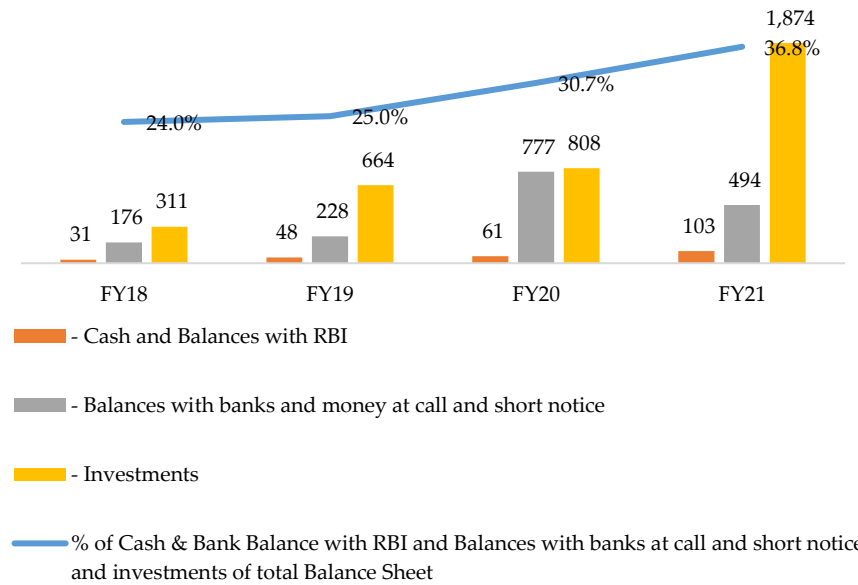 1,874
36.8%
30.7%
25.0%
24.0%
777 808
664
494
311
228
176
103
61
48
31
FY18 FY19 FY20 FY21
- Cash and Balances with RBI
- Balances with banks and money at call and short notice
- Investments
% of Cash & Bank Balance with RBI and Balances with banks at call and short notice
and investments of total Balance Sheet